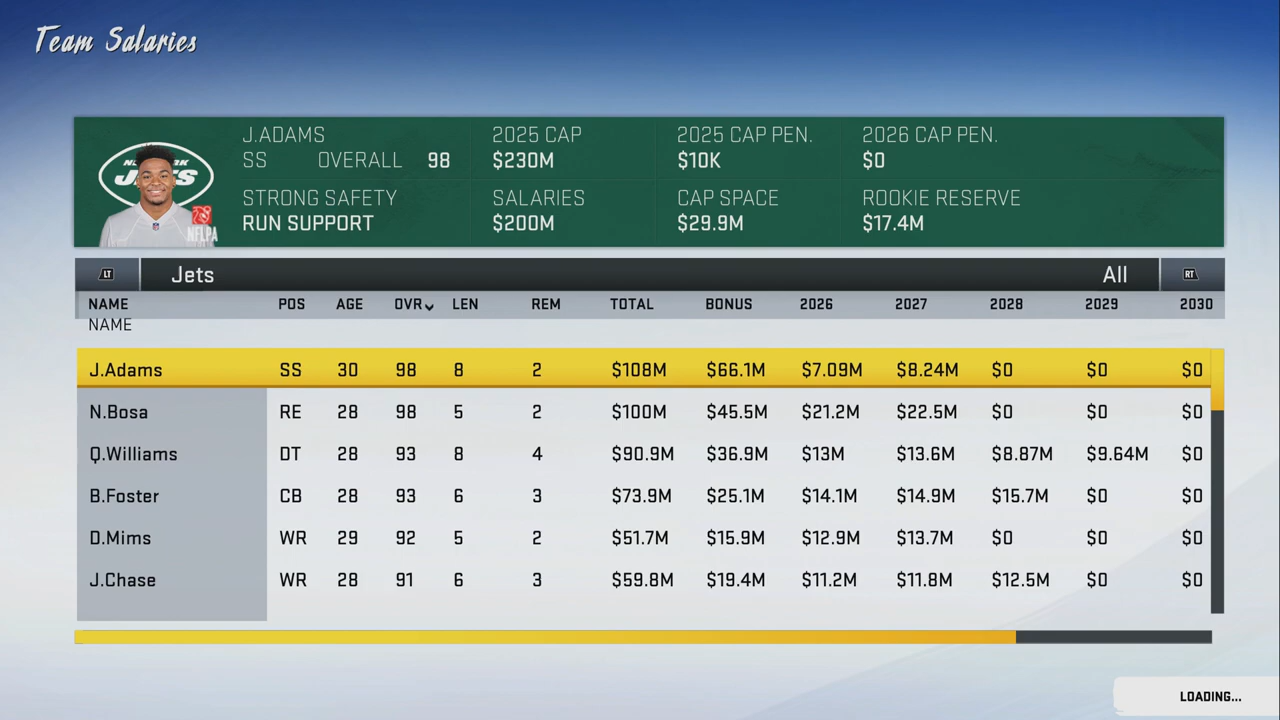 Team Salaries
J.ADAMS
SS OVERALL 98
STRONG SAFETY
RUN SUPPORT
2025 CAP
$230M
SALARIES
$200M
2025 CAP PEN.
$10K
CAP SPACE
$29.9M
2026 CAP PEN.
$0
ROOKIE RESERVE
$17.4M
JETS
NFLPA
LT Jets All RT
NAME POS AGE OVR LEN REM TOTAL BONUS 2026 2027 2028 2029 2030
NAME
J.Adams SS 30 98 8 2 $108M $66.1M $7.09M $8.24M $0 $0 $0
N.Bosa RE 28 98 5 2 $100M $45.5M $21.2M $22.5M $0 $0 $0
Q.Williams DT 28 93 8 4 $90.9M $36.9M $13M $13.6M $8.87M $9.64M $0
B.Foster CB 28 93 6 3 $73.9M $25.1M $14.1M $14.9M $15.7M $0 $0
D.Mims WR 29 92 5 2 $51.7M $15.9M $12.9M $13.7M $0 $0 $0
J.Chase WR 28 91 6 3 $59.8M $19.4M $11.2M $11.8M $12.5M $0 $0
LOADING...